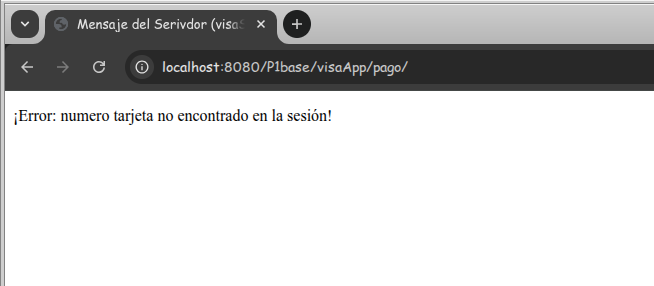 Mensaje del Serivdor (visaS
localhost:8080/P1base/visaApp/pago/
¡Error: numero tarjeta no encontrado en la sesión!